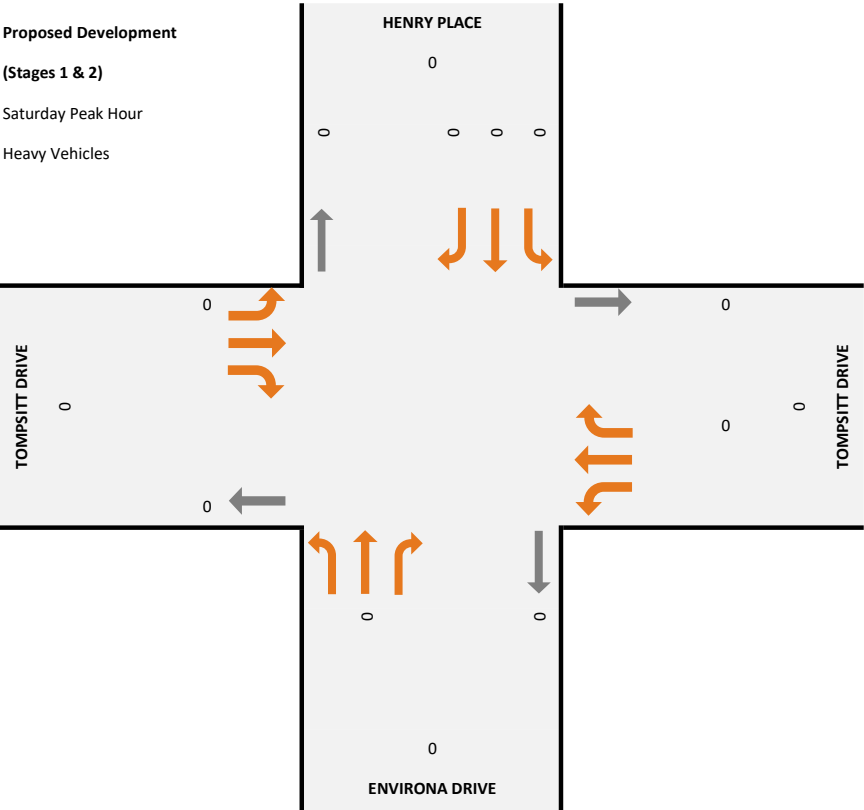 Proposed Development
(Stages 1 & 2)
Saturday Peak Hour
Heavy Vehicles
HENRY PLACE
0
0 0 0 0
0 0
TOMPSITT DRIVE
0
0
0
TOMPSITT DRIVE
0
0
0
0
ENVIRONA DRIVE